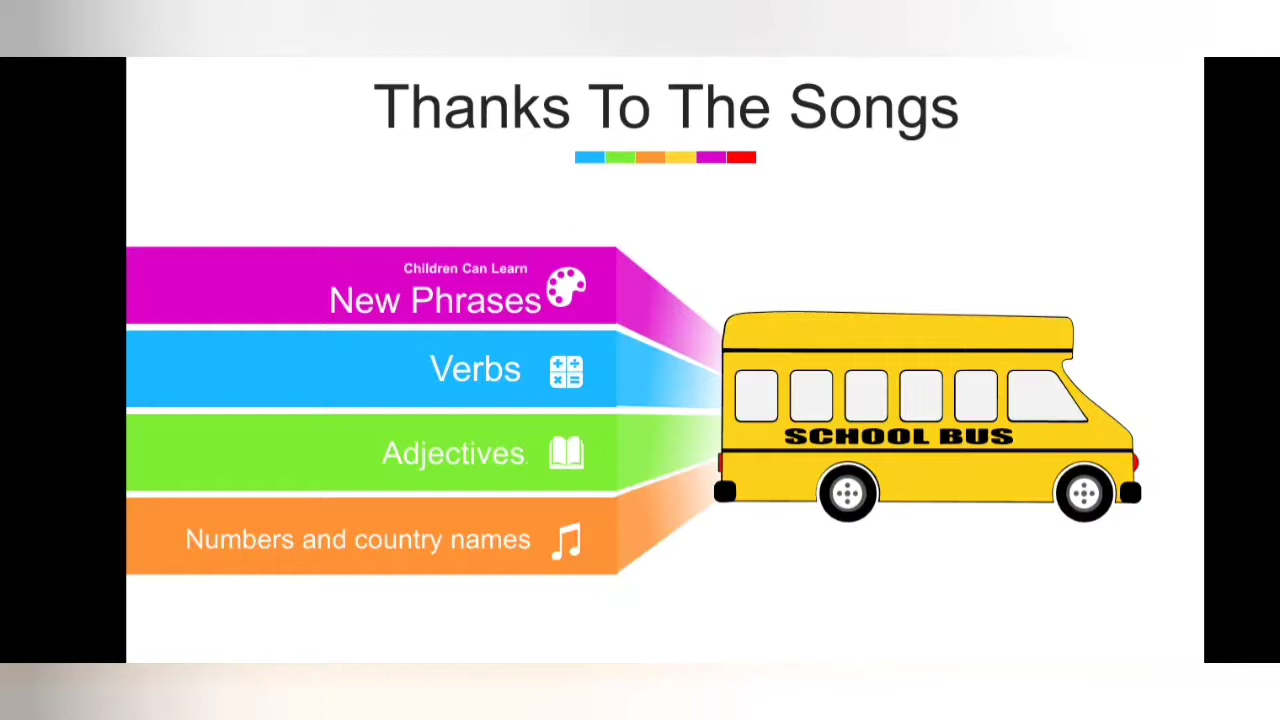 Thanks To The Songs
Children Can Learn
New Phrases
Verbs
Adjectives.
Numbers and country names
SCHOOL BUS